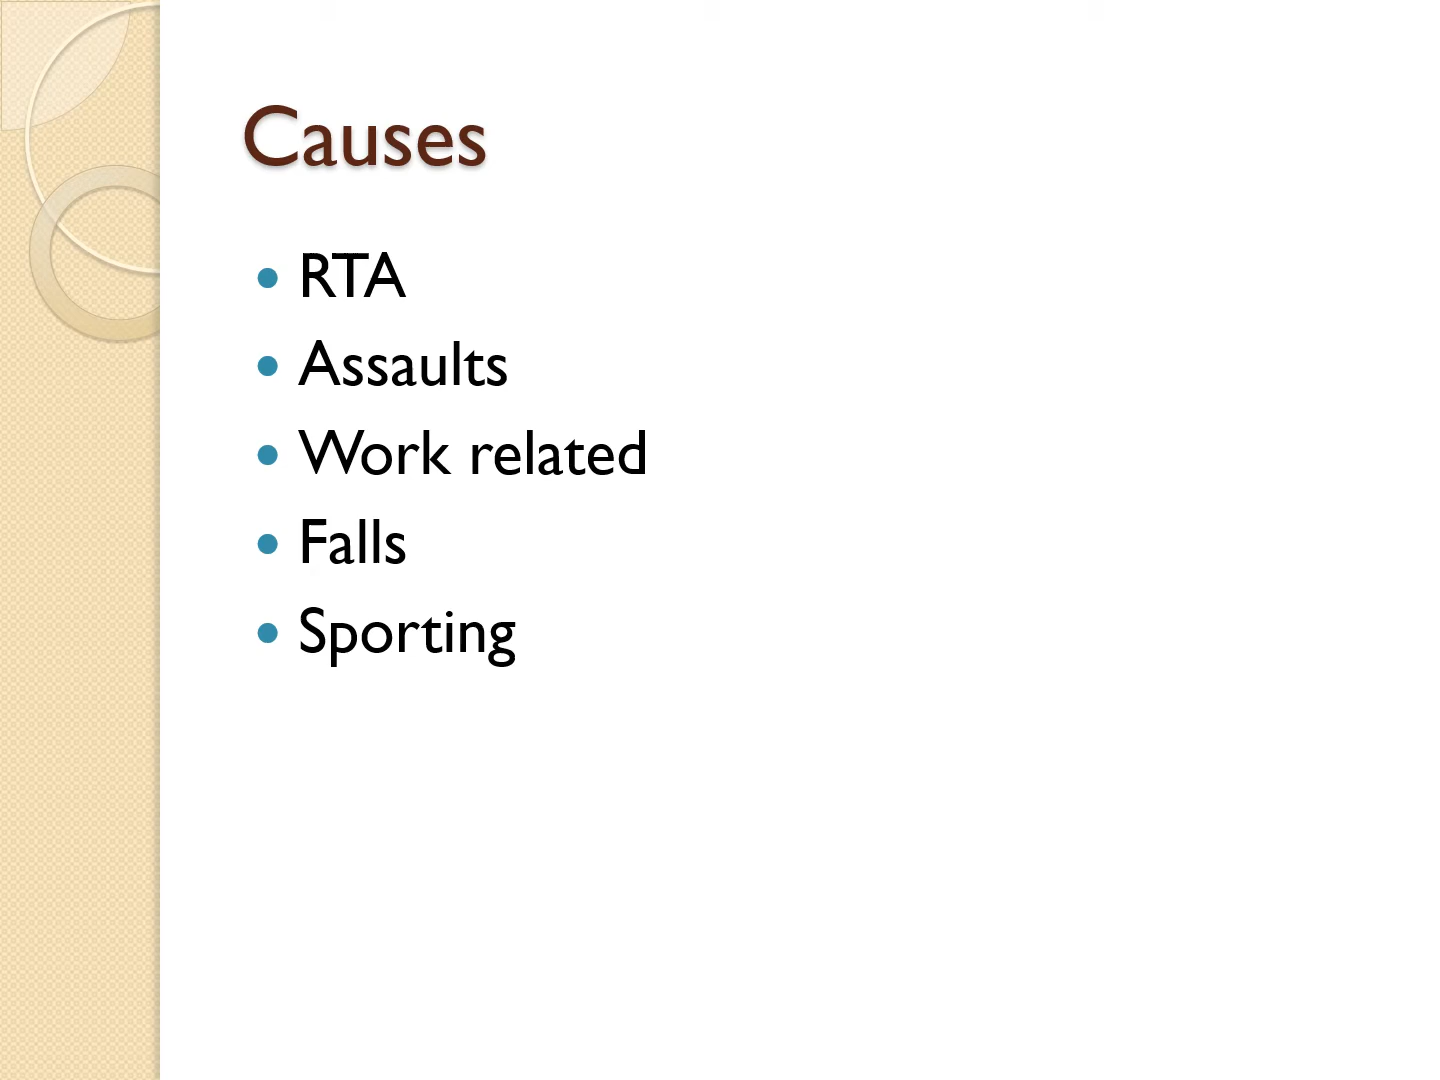 Causes
• RTA
• Assaults
• Work related
• Falls
• Sporting